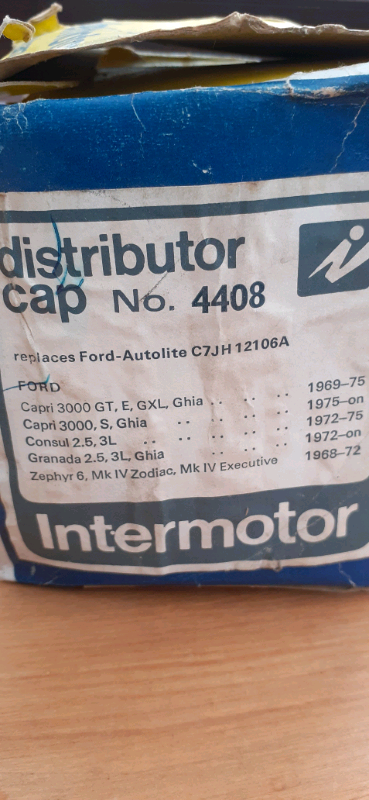 distributor
cap No. 4408
replaces Ford-Autolite C7JH 12106A
FORD
Capri 3000 GT, E, GXL, Ghia .. .. 1969–75
Capri 3000, S, Ghia .. .. .. .. 1975–on
Consul 2.5, 3L .. .. .. .. .. 1972–75
Granada 2.5, 3L, Ghia .. .. .. 1972–on
Zephyr 6, Mk IV Zodiac, Mk IV Executive 1968–72
Intermotor